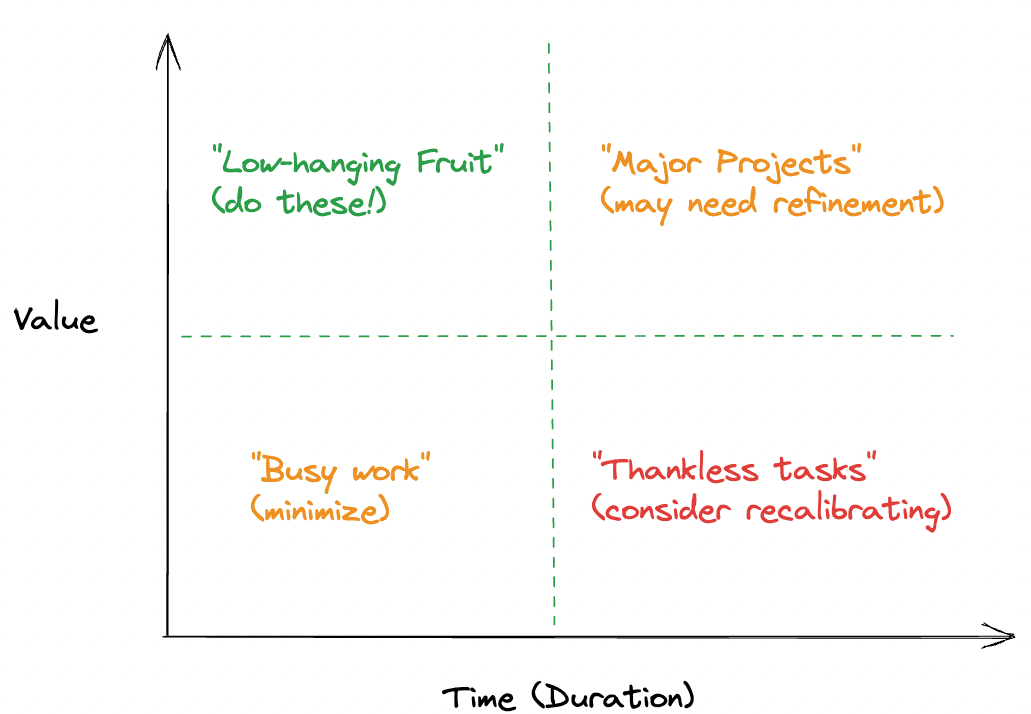 "Low-hanging Fruit"
(do these!)
"Major Projects"
(may need refinement)
Value
"Busy work"
(minimize)
"Thankless tasks"
(consider recalibrating)
Time (Duration)